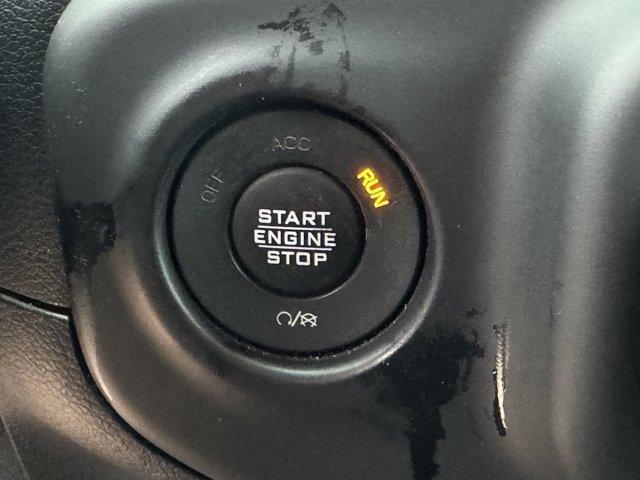 ACC
OFF
RUN
START
ENGINE
STOP